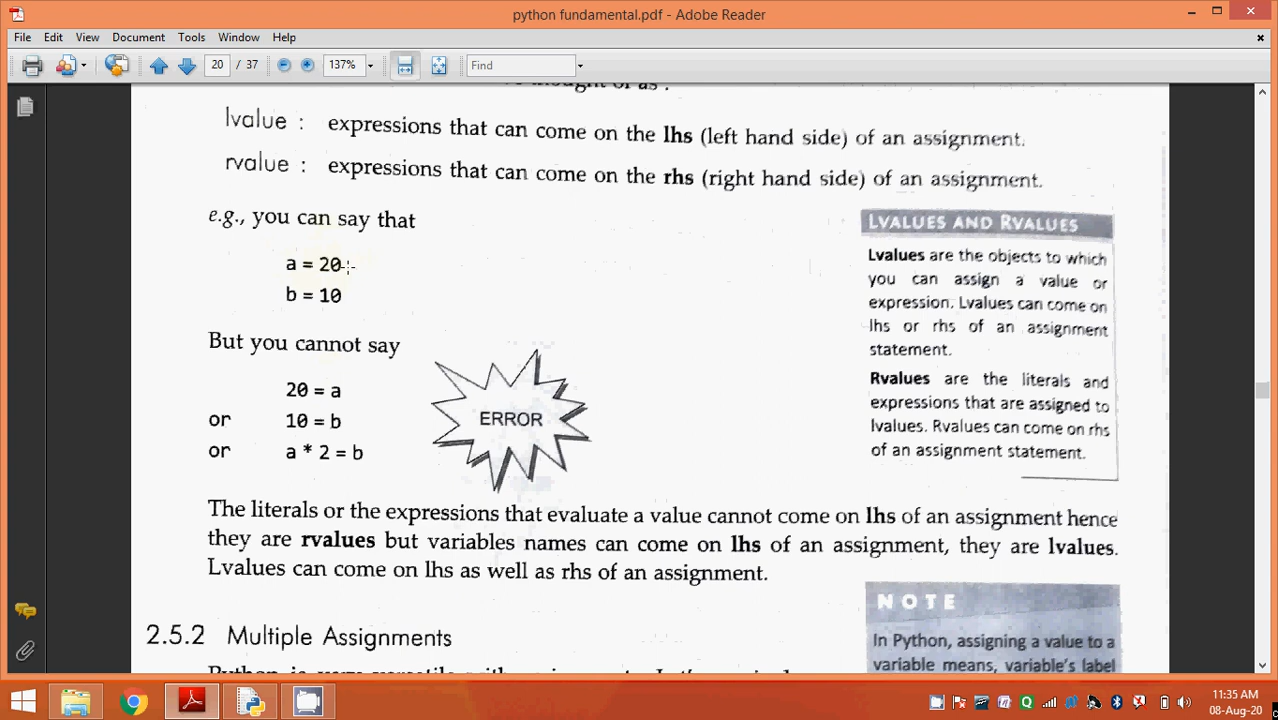 python fundamental.pdf - Adobe Reader
File Edit View Document Tools Window Help
20 / 37 137% Find
lvalue : expressions that can come on the lhs (left hand side) of an assignment.
rvalue : expressions that can come on the rhs (right hand side) of an assignment.
e.g., you can say that
a = 20
b = 10
But you cannot say
20 = a
or 10 = b
or a * 2 = b
ERROR
LVALUES AND RVALUES
Lvalues are the objects to which
you can assign a value or
expression. Lvalues can come on
lhs or rhs of an assignment
statement.
Rvalues are the literals and
expressions that are assigned to
lvalues. Rvalues can come on rhs
of an assignment statement.
The literals or the expressions that evaluate a value cannot come on lhs of an assignment hence
they are rvalues but variables names can come on lhs of an assignment, they are lvalues.
Lvalues can come on lhs as well as rhs of an assignment.
2.5.2 Multiple Assignments
NOTE
In Python, assigning a value to a
variable means, variable's label
11:35 AM
08-Aug-20